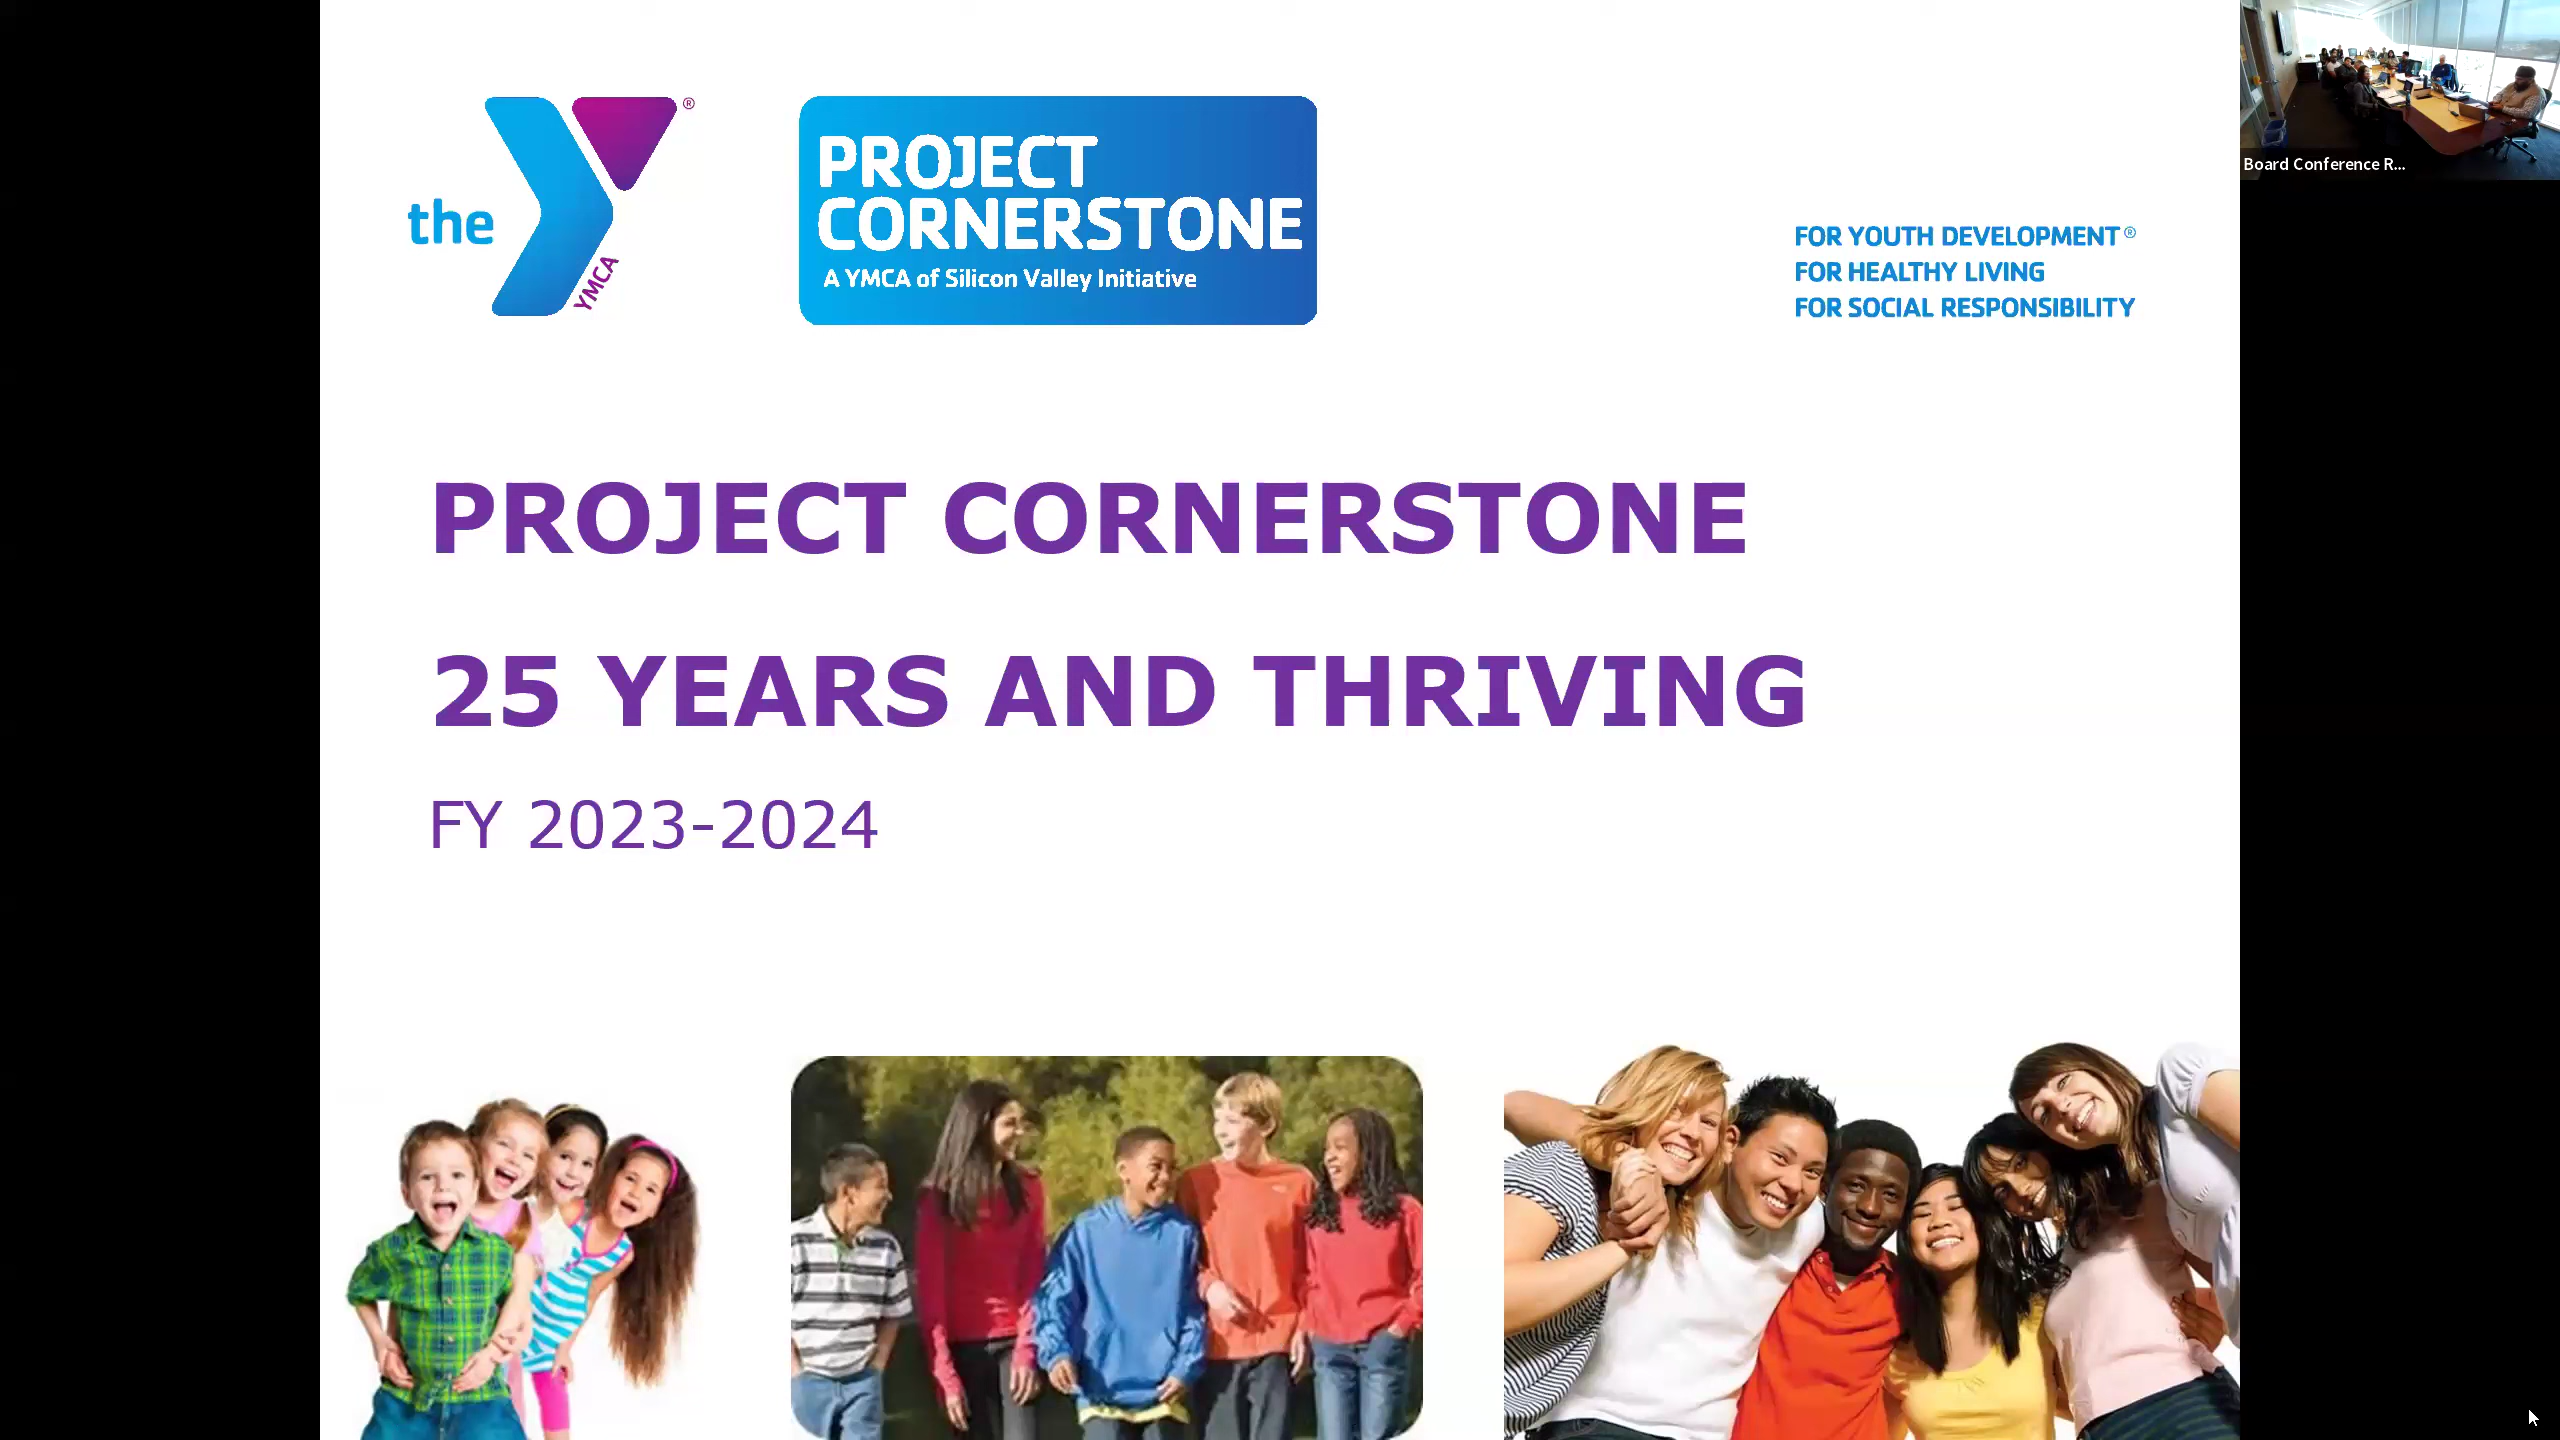 the
YMCA
®
PROJECT
CORNERSTONE
A YMCA of Silicon Valley Initiative
Board Conference R...
FOR YOUTH DEVELOPMENT®
FOR HEALTHY LIVING
FOR SOCIAL RESPONSIBILITY
PROJECT CORNERSTONE
25 YEARS AND THRIVING
FY 2023-2024